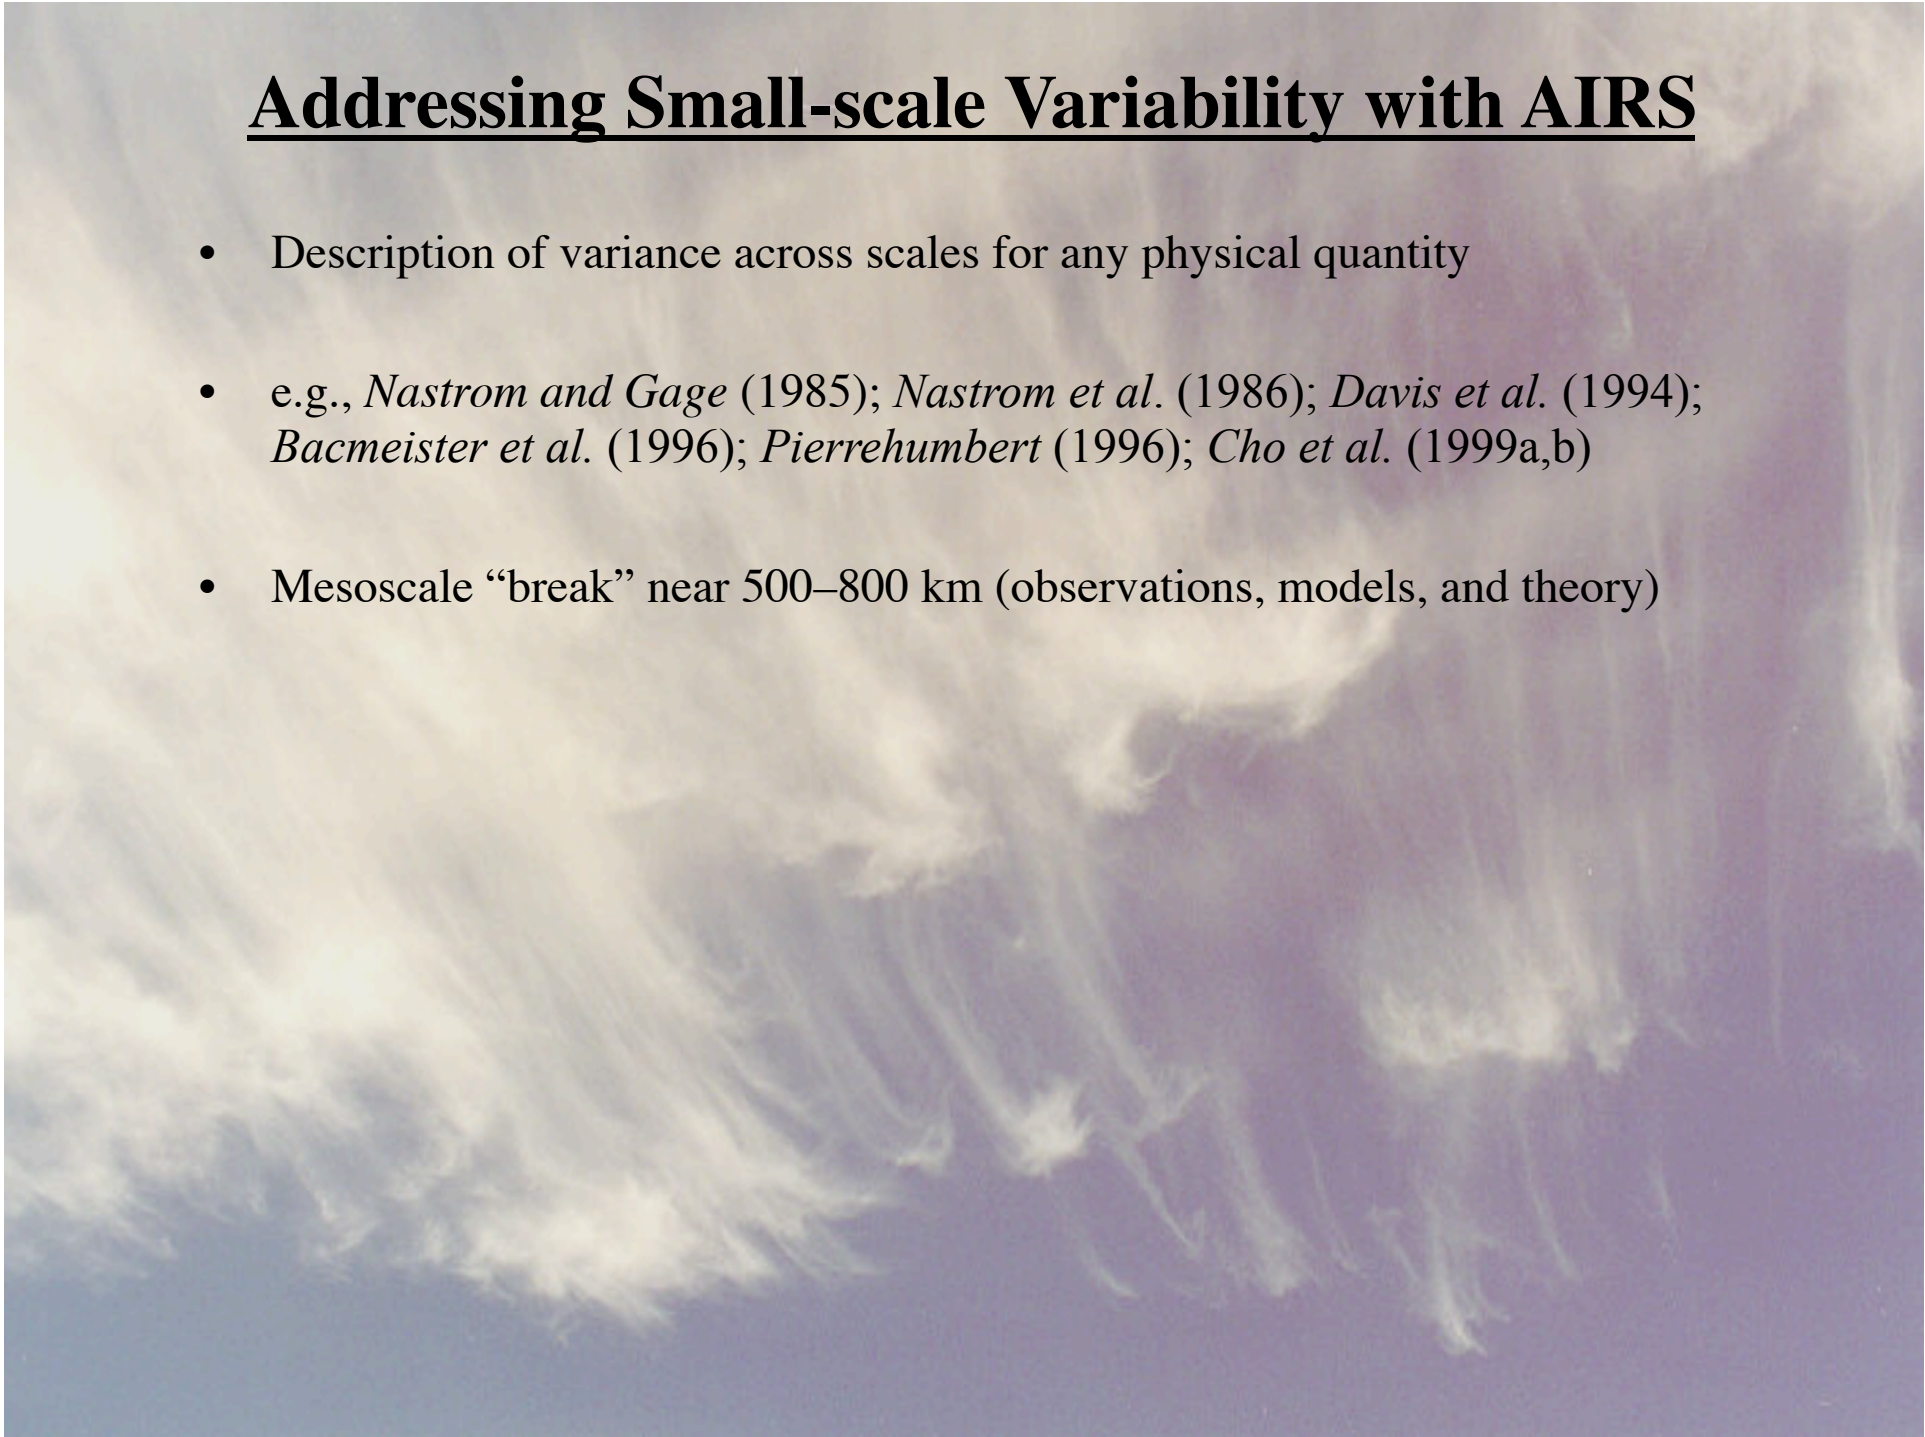 Addressing Small-scale Variability with AIRS
• Description of variance across scales for any physical quantity
• e.g., Nastrom and Gage (1985); Nastrom et al. (1986); Davis et al. (1994);
Bacmeister et al. (1996); Pierrehumbert (1996); Cho et al. (1999a,b)
• Mesoscale “break” near 500–800 km (observations, models, and theory)